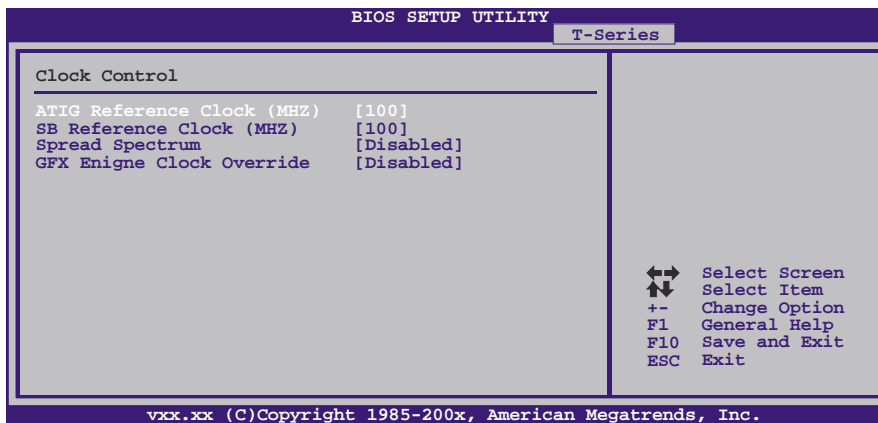 BIOS SETUP UTILITY
T-Series
Clock Control
ATIG Reference Clock (MHZ) [100]
SB Reference Clock (MHZ) [100]
Spread Spectrum [Disabled]
GFX Enigne Clock Override [Disabled]
Select Screen
Select Item
+- Change Option
F1 General Help
F10 Save and Exit
ESC Exit
vxx.xx (C)Copyright 1985-200x, American Megatrends, Inc.